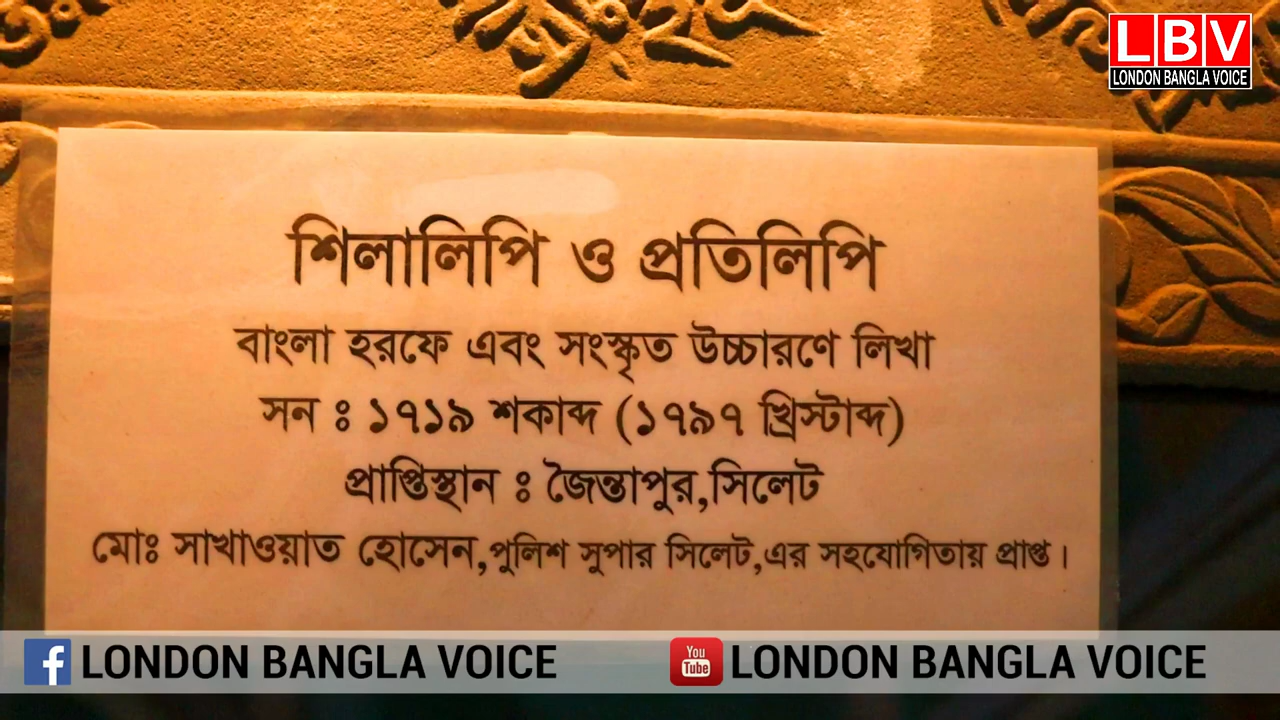 LBV
LONDON BANGLA VOICE
শিলালিপি ও প্রতিলিপি
বাংলা হরফে এবং সংস্কৃত উচ্চারণে লিখা
সন : ১৭১৯ শকাব্দ (১৭৯৭ খ্রিস্টাব্দ)
প্রাপ্তিস্থান : জৈন্তাপুর,সিলেট
মোঃ সাখাওয়াত হোসেন,পুলিশ সুপার সিলেট,এর সহযোগিতায় প্রাপ্ত।
f LONDON BANGLA VOICE
You Tube LONDON BANGLA VOICE